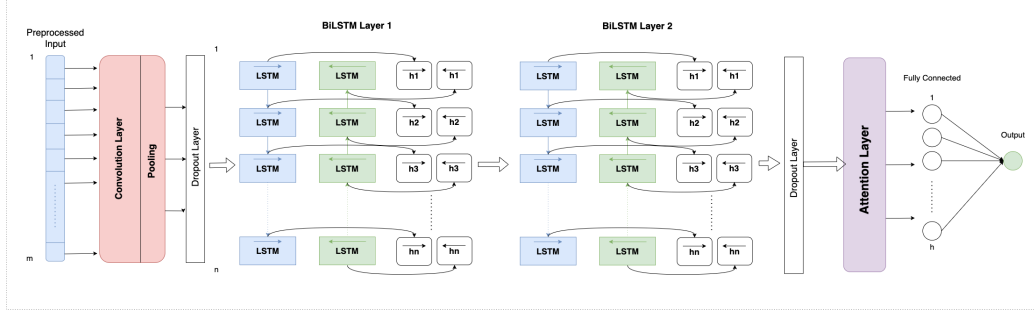 Preprocessed
Input
1
m
Convolution Layer
Pooling
Dropout Layer
1
n
BiLSTM Layer 1
LSTM LSTM h1 h1
LSTM LSTM h2 h2
LSTM LSTM h3 h3
LSTM LSTM hn hn
BiLSTM Layer 2
LSTM LSTM h1 h1
LSTM LSTM h2 h2
LSTM LSTM h3 h3
LSTM LSTM hn hn
Dropout Layer
Attention Layer
Fully Connected
1
h
Output